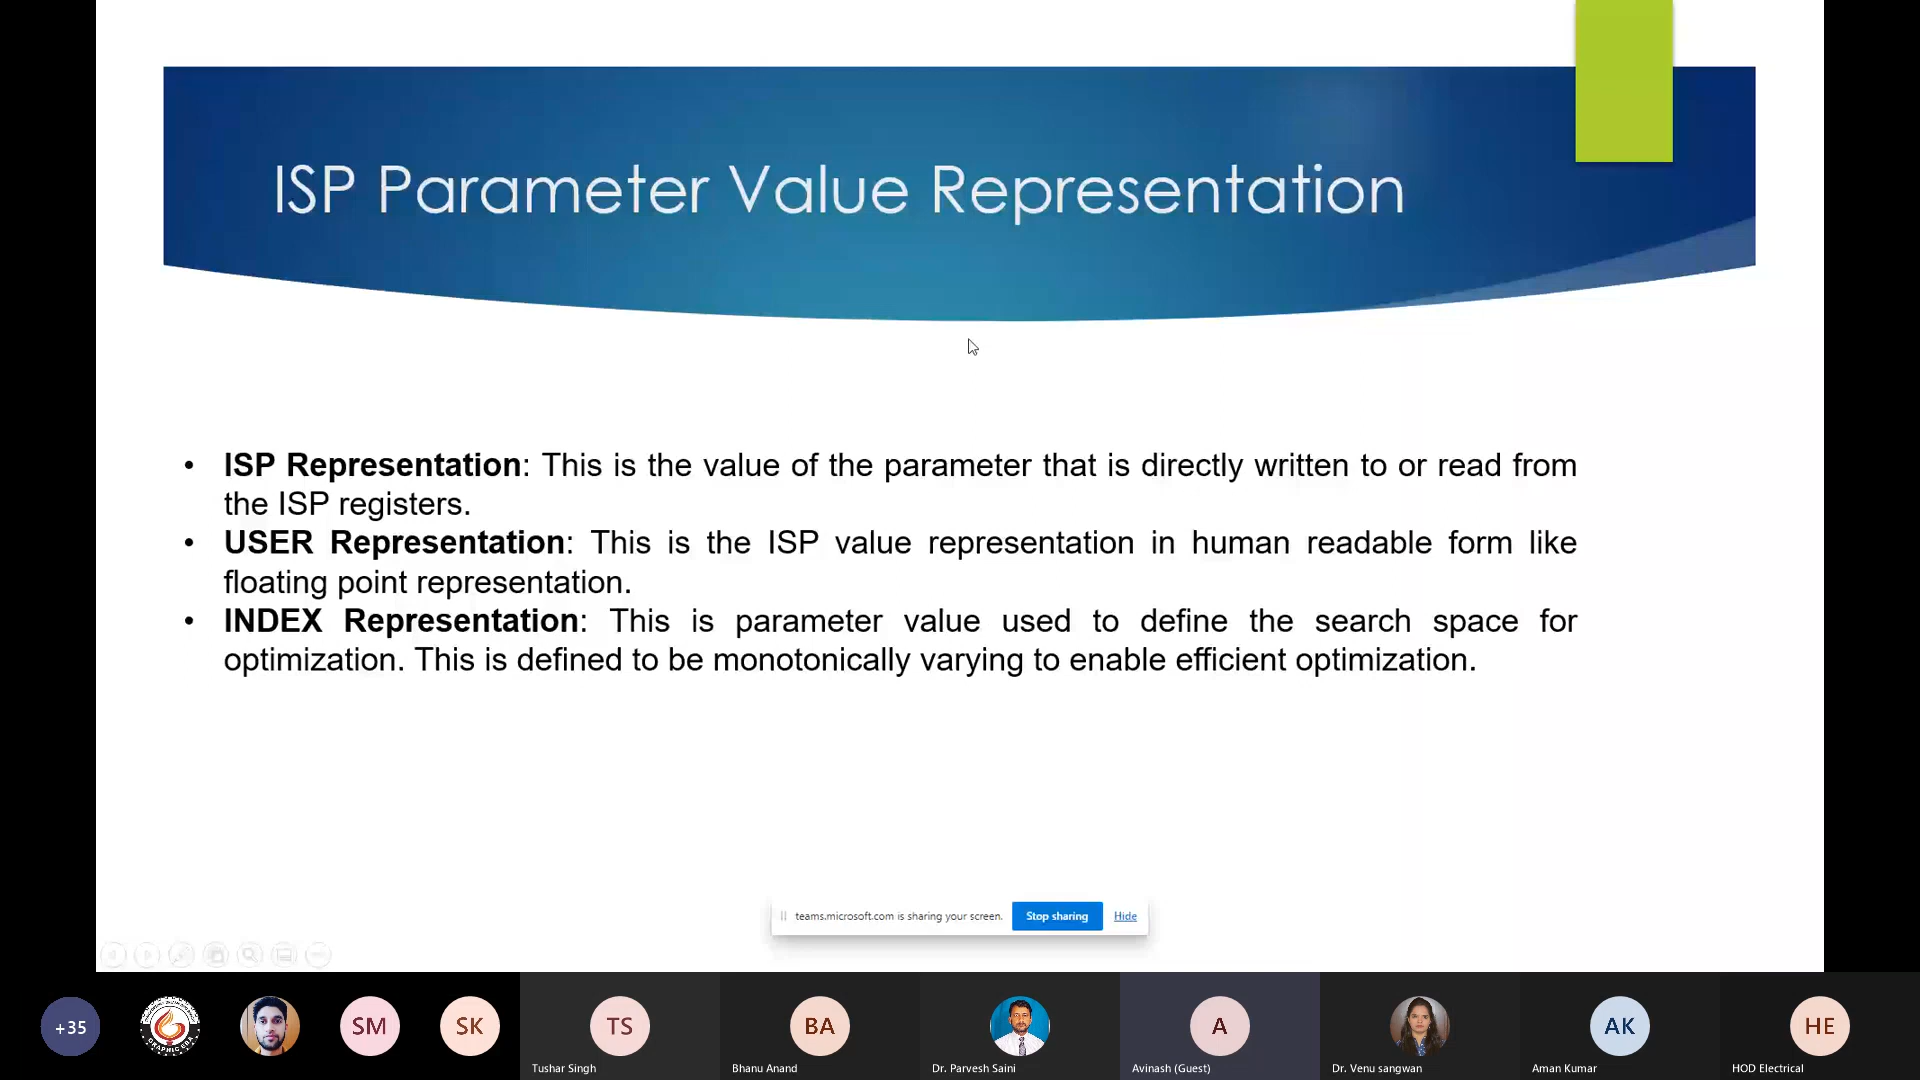 ISP Parameter Value Representation
• ISP Representation: This is the value of the parameter that is directly written to or read from
the ISP registers.
• USER Representation: This is the ISP value representation in human readable form like
floating point representation.
• INDEX Representation: This is parameter value used to define the search space for
optimization. This is defined to be monotonically varying to enable efficient optimization.
teams.microsoft.com is sharing your screen. Stop sharing Hide
+35 SM SK TS BA A AK HE
GRAPHIC ERA
Tushar Singh Bhanu Anand Dr. Parvesh Saini Avinash (Guest) Dr. Venu sangwan Aman Kumar HOD Electrical